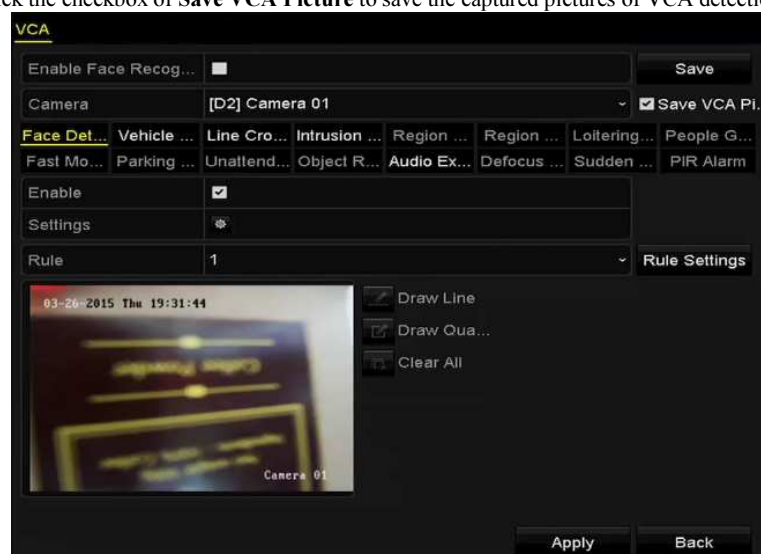 ck the checkbox of Save VCA Picture to save the captured pictures of VCA detectio
VCA
Enable Face Recog...
Save
Camera
[D2] Camera 01
Save VCA Pi.
Face Det... Vehicle ... Line Cro... Intrusion ... Region ... Region ... Loitering... People G...
Fast Mo... Parking ... Unattend... Object R... Audio Ex... Defocus ... Sudden ... PIR Alarm
Enable
Settings
Rule
1
Rule Settings
03-26-2015 Thu 19:31:44
Draw Line
Draw Qua...
Clear All
Camera 01
Apply
Back